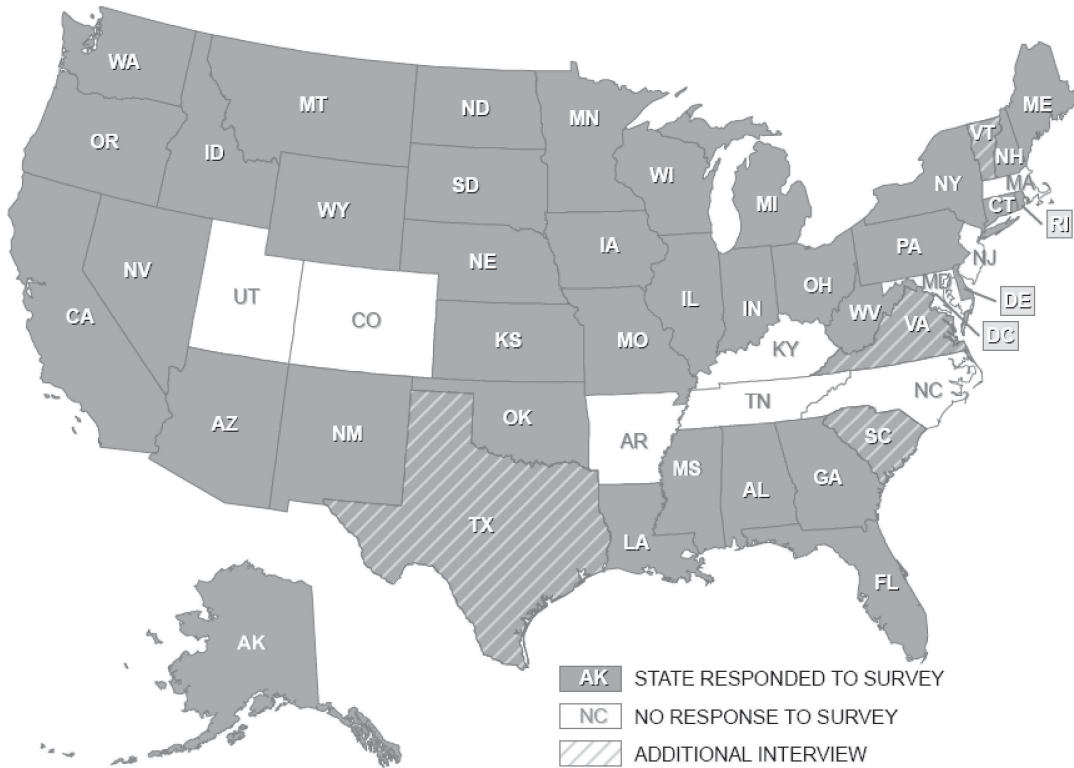 WA
MT
ND
MN
ME
OR
ID
SD
WI
VT
NH
NY
MA
WY
MI
CT
RI
IA
PA
NV
NE
NJ
UT
OH
MD
DE
IL
IN
CA
CO
WV
VA
DC
KS
MO
KY
NC
TN
AZ
NM
OK
AR
SC
MS
GA
AL
TX
LA
FL
AK
AK STATE RESPONDED TO SURVEY
NC NO RESPONSE TO SURVEY
ADDITIONAL INTERVIEW